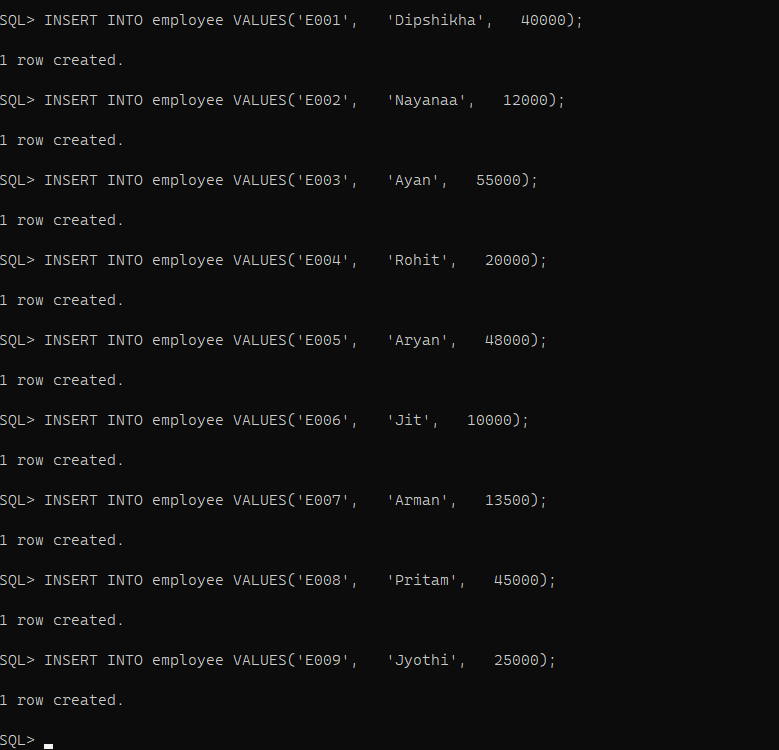 SQL> INSERT INTO employee VALUES('E001',   'Dipshikha',   40000);
1 row created.
SQL> INSERT INTO employee VALUES('E002',   'Nayanaa',   12000);
1 row created.
SQL> INSERT INTO employee VALUES('E003',   'Ayan',   55000);
1 row created.
SQL> INSERT INTO employee VALUES('E004',   'Rohit',   20000);
1 row created.
SQL> INSERT INTO employee VALUES('E005',   'Aryan',   48000);
1 row created.
SQL> INSERT INTO employee VALUES('E006',   'Jit',   10000);
1 row created.
SQL> INSERT INTO employee VALUES('E007',   'Arman',   13500);
1 row created.
SQL> INSERT INTO employee VALUES('E008',   'Pritam',   45000);
1 row created.
SQL> INSERT INTO employee VALUES('E009',   'Jyothi',   25000);
1 row created.
SQL>